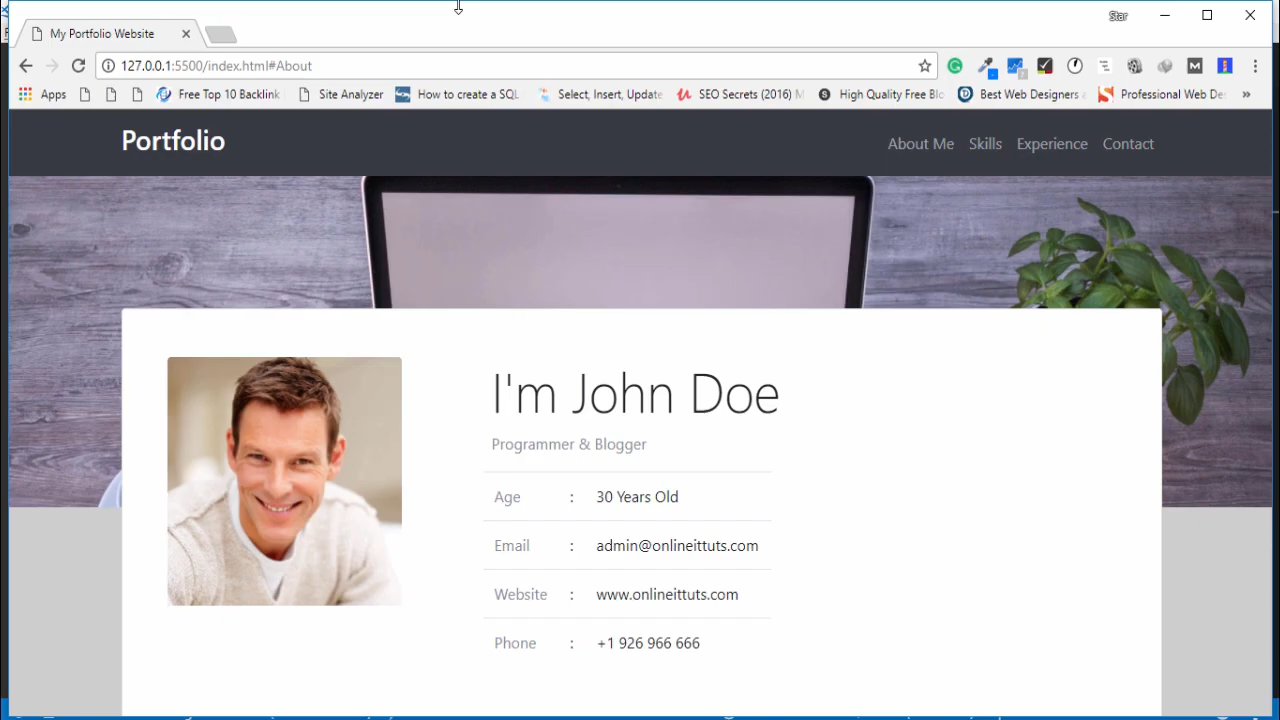 Star
My Portfolio Website
127.0.0.1:5500/index.html#About
Apps Free Top 10 Backlink Site Analyzer How to create a SQL Select, Insert, Update SEO Secrets (2016) High Quality Free Blo Best Web Designers Professional Web De
Portfolio
About Me Skills Experience Contact
I'm John Doe
Programmer & Blogger
Age : 30 Years Old
Email : admin@onlineittuts.com
Website : www.onlineittuts.com
Phone : +1 926 966 666